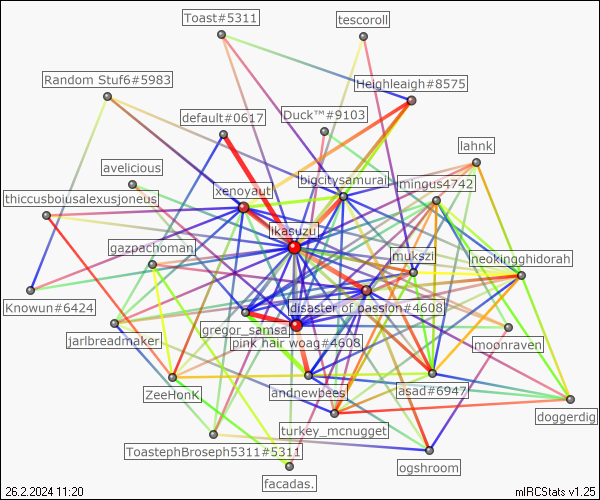 Toast#5311
tescoroll
Random Stuf6#5983
Heighleigh#8575
default#0617
Duck™#9103
lahnk
avelicious
bigcitysamurai
mingus4742
xenoyaut
thiccusboiusalexusjoneus
likasuzu
gazpachoman
mukszi
neokingghidorah
Knowun#6424
disaster of passion#4608
gregor_samsa
jarlbreadmaker
pink hair woag#4608
moonraven
ZeeHonK
andnewbees
asad#6947
doggerdig
turkey_mcnugget
ToastephBroseph5311#5311
ogshroom
facadas.
26.2.2024 11:20
mIRCStats v1.25